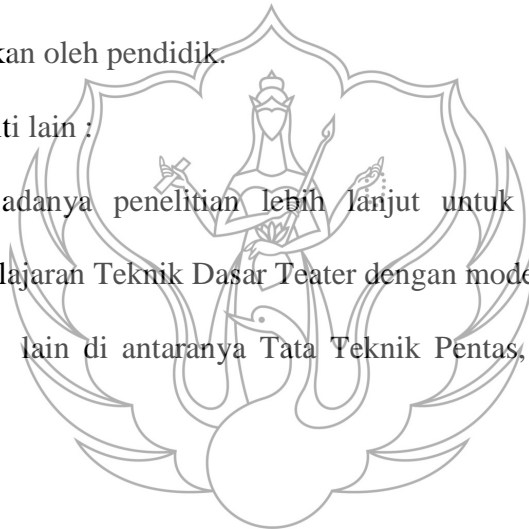 kan oleh pendidik.
ti lain :
adanya penelitian lebih lanjut untuk
lajaran Teknik Dasar Teater dengan mode
lain di antaranya Tata Teknik Pentas,